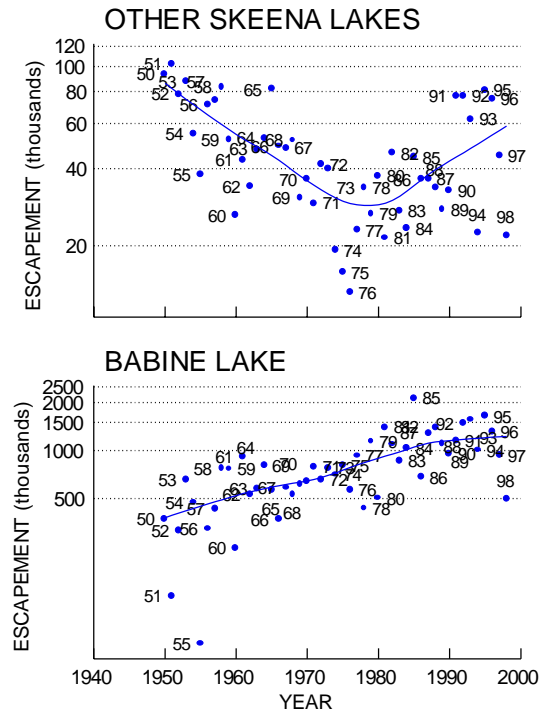 OTHER SKEENA LAKES
ESCAPEMENT (thousands)
120
100
80
60
40
20
50 51 52 53 54 55 56 57 58 59 60 61 62 63 64 65 66 67 68 69 70 71 72 73 74 75 76 77 78 79 80 81 82 83 84 85 86 87 88 89 90 91 92 93 94 95 96 97 98
BABINE LAKE
ESCAPEMENT (thousands)
2500
2000
1500
1000
500
50 51 52 53 54 55 56 57 58 59 60 61 62 63 64 65 66 67 68 69 70 71 72 73 74 75 76 77 78 79 80 81 82 83 84 85 86 87 88 89 90 91 92 93 94 95 96 97 98
1940 1950 1960 1970 1980 1990 2000
YEAR